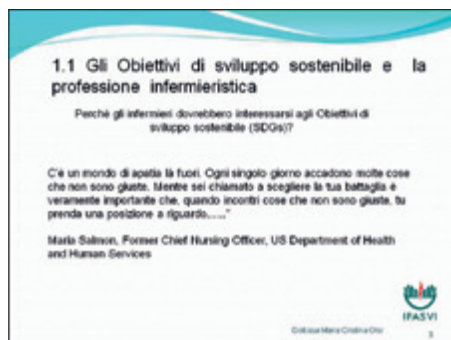 1.1 Gli Obiettivi di sviluppo sostenibile e la
professione infermieristica
Perchè gli infermieri dovrebbero interessarsi agli Obiettivi di
sviluppo sostenibile (SDGs)?
C'è un mondo di apatia là fuori. Ogni singolo giorno accadono molte cose
che non sono giuste. Mentre sei chiamato a scegliere la tua battaglia è
veramente importante che, quando incontri cose che non sono giuste, tu
prenda una posizione a riguardo......"
Marla Salmon, Former Chief Nursing Officer, US Department of Health
and Human Services
IPASVI
Maria Cristina